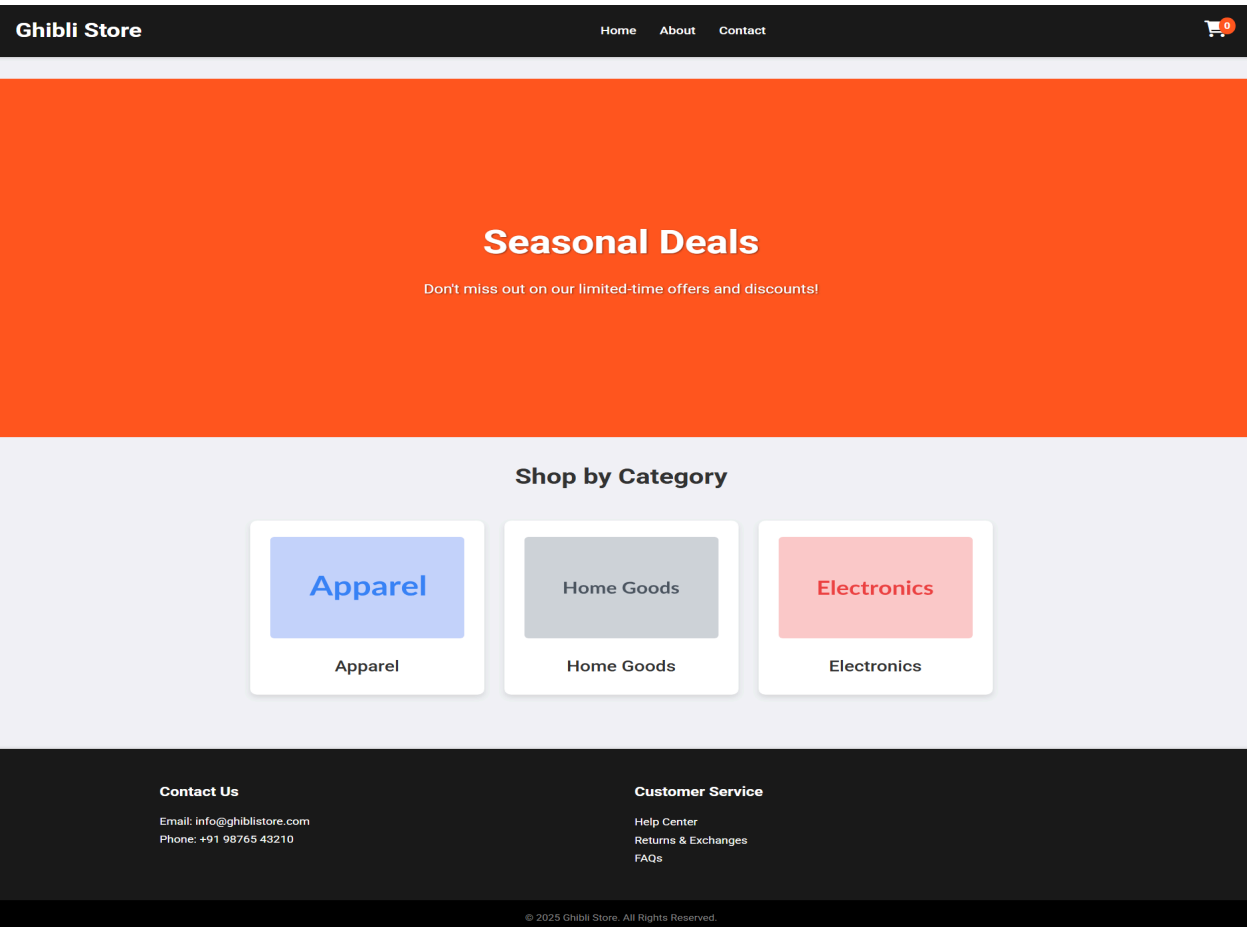 Ghibli Store
Home About Contact
0
Seasonal Deals
Don't miss out on our limited-time offers and discounts!
Shop by Category
Apparel
Home Goods
Electronics
Apparel
Home Goods
Electronics
Contact Us
Email: info@ghiblistore.com
Phone: +91 98765 43210
Customer Service
Help Center
Returns & Exchanges
FAQs
© 2025 Ghibli Store. All Rights Reserved.